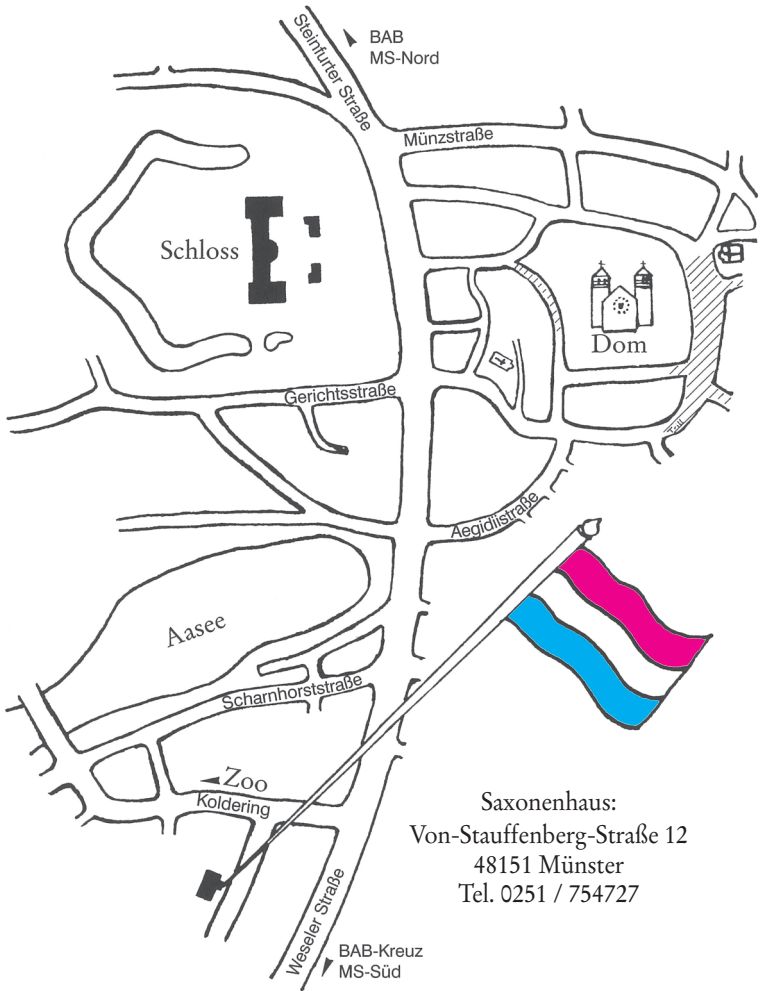 BAB
MS-Nord
Steinfurter Straße
Münzstraße
Schloss
Dom
Gerichtsstraße
Aegidiistraße
Aasee
Scharnhorststraße
Zoo
Koldering
Saxonenhaus:
Von-Stauffenberg-Straße 12
48151 Münster
Tel. 0251 / 754727
Weseler Straße
BAB-Kreuz
MS-Süd